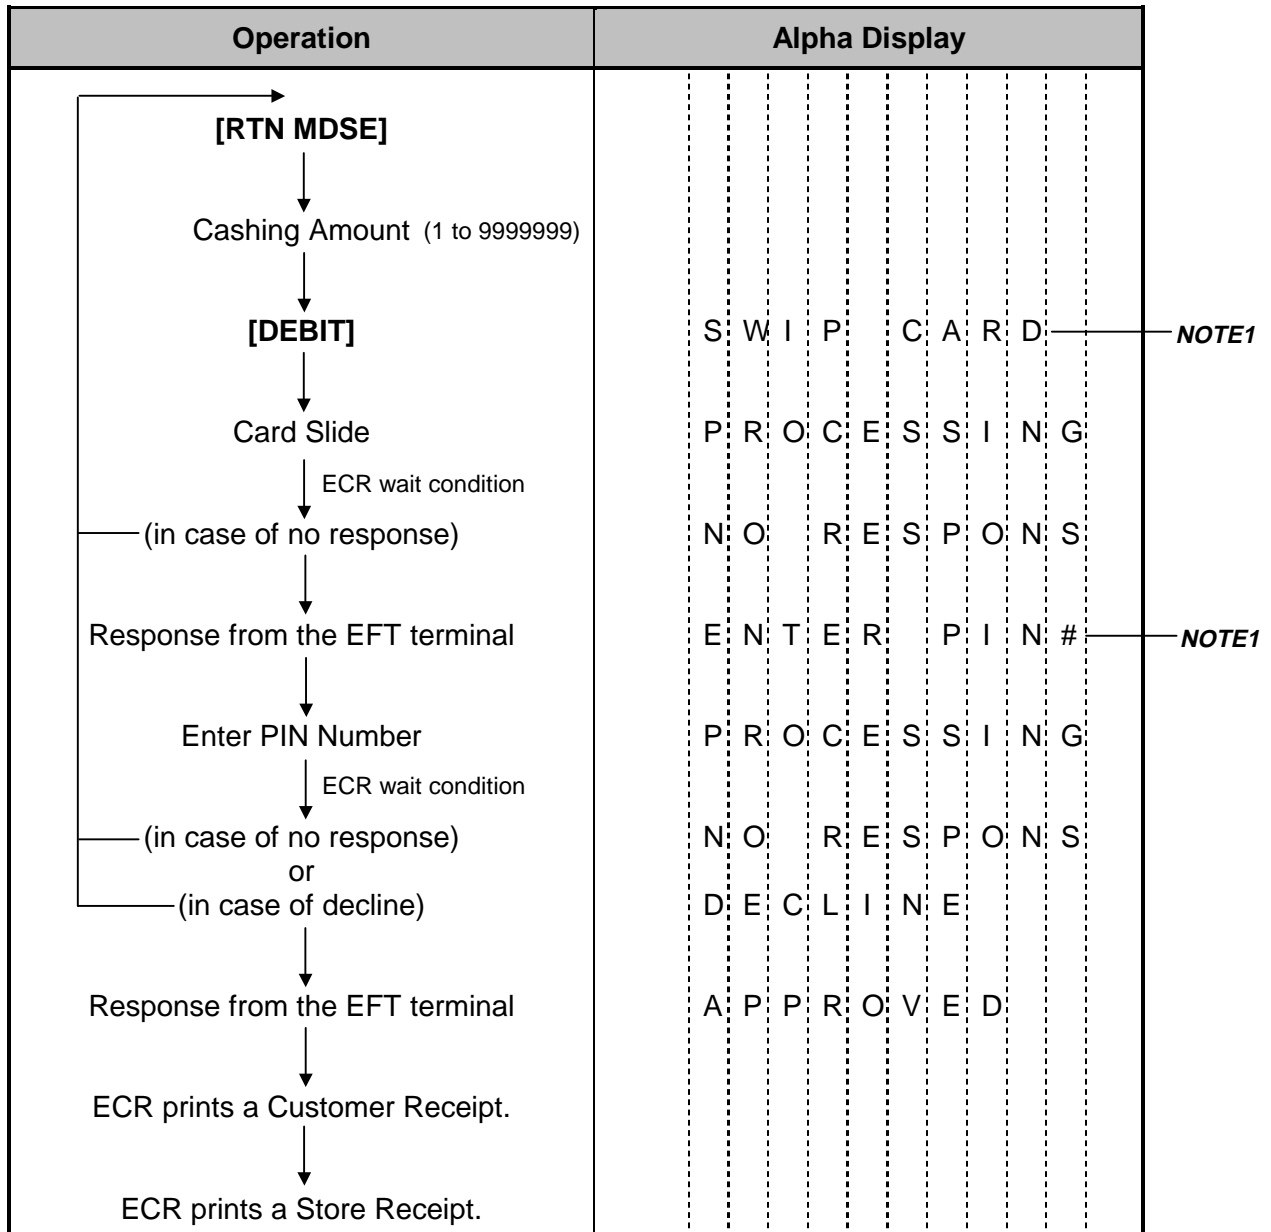 Operation Alpha Display
[RTN MDSE]
Cashing Amount (1 to 9999999)
[DEBIT] SWIP CARD NOTE1
Card Slide PROCESSING
ECR wait condition
(in case of no response) NO RESPONS
Response from the EFT terminal ENTER PIN# NOTE1
Enter PIN Number PROCESSING
ECR wait condition
(in case of no response) NO RESPONS
or
(in case of decline) DECLINE
Response from the EFT terminal APPROVED
ECR prints a Customer Receipt.
ECR prints a Store Receipt.